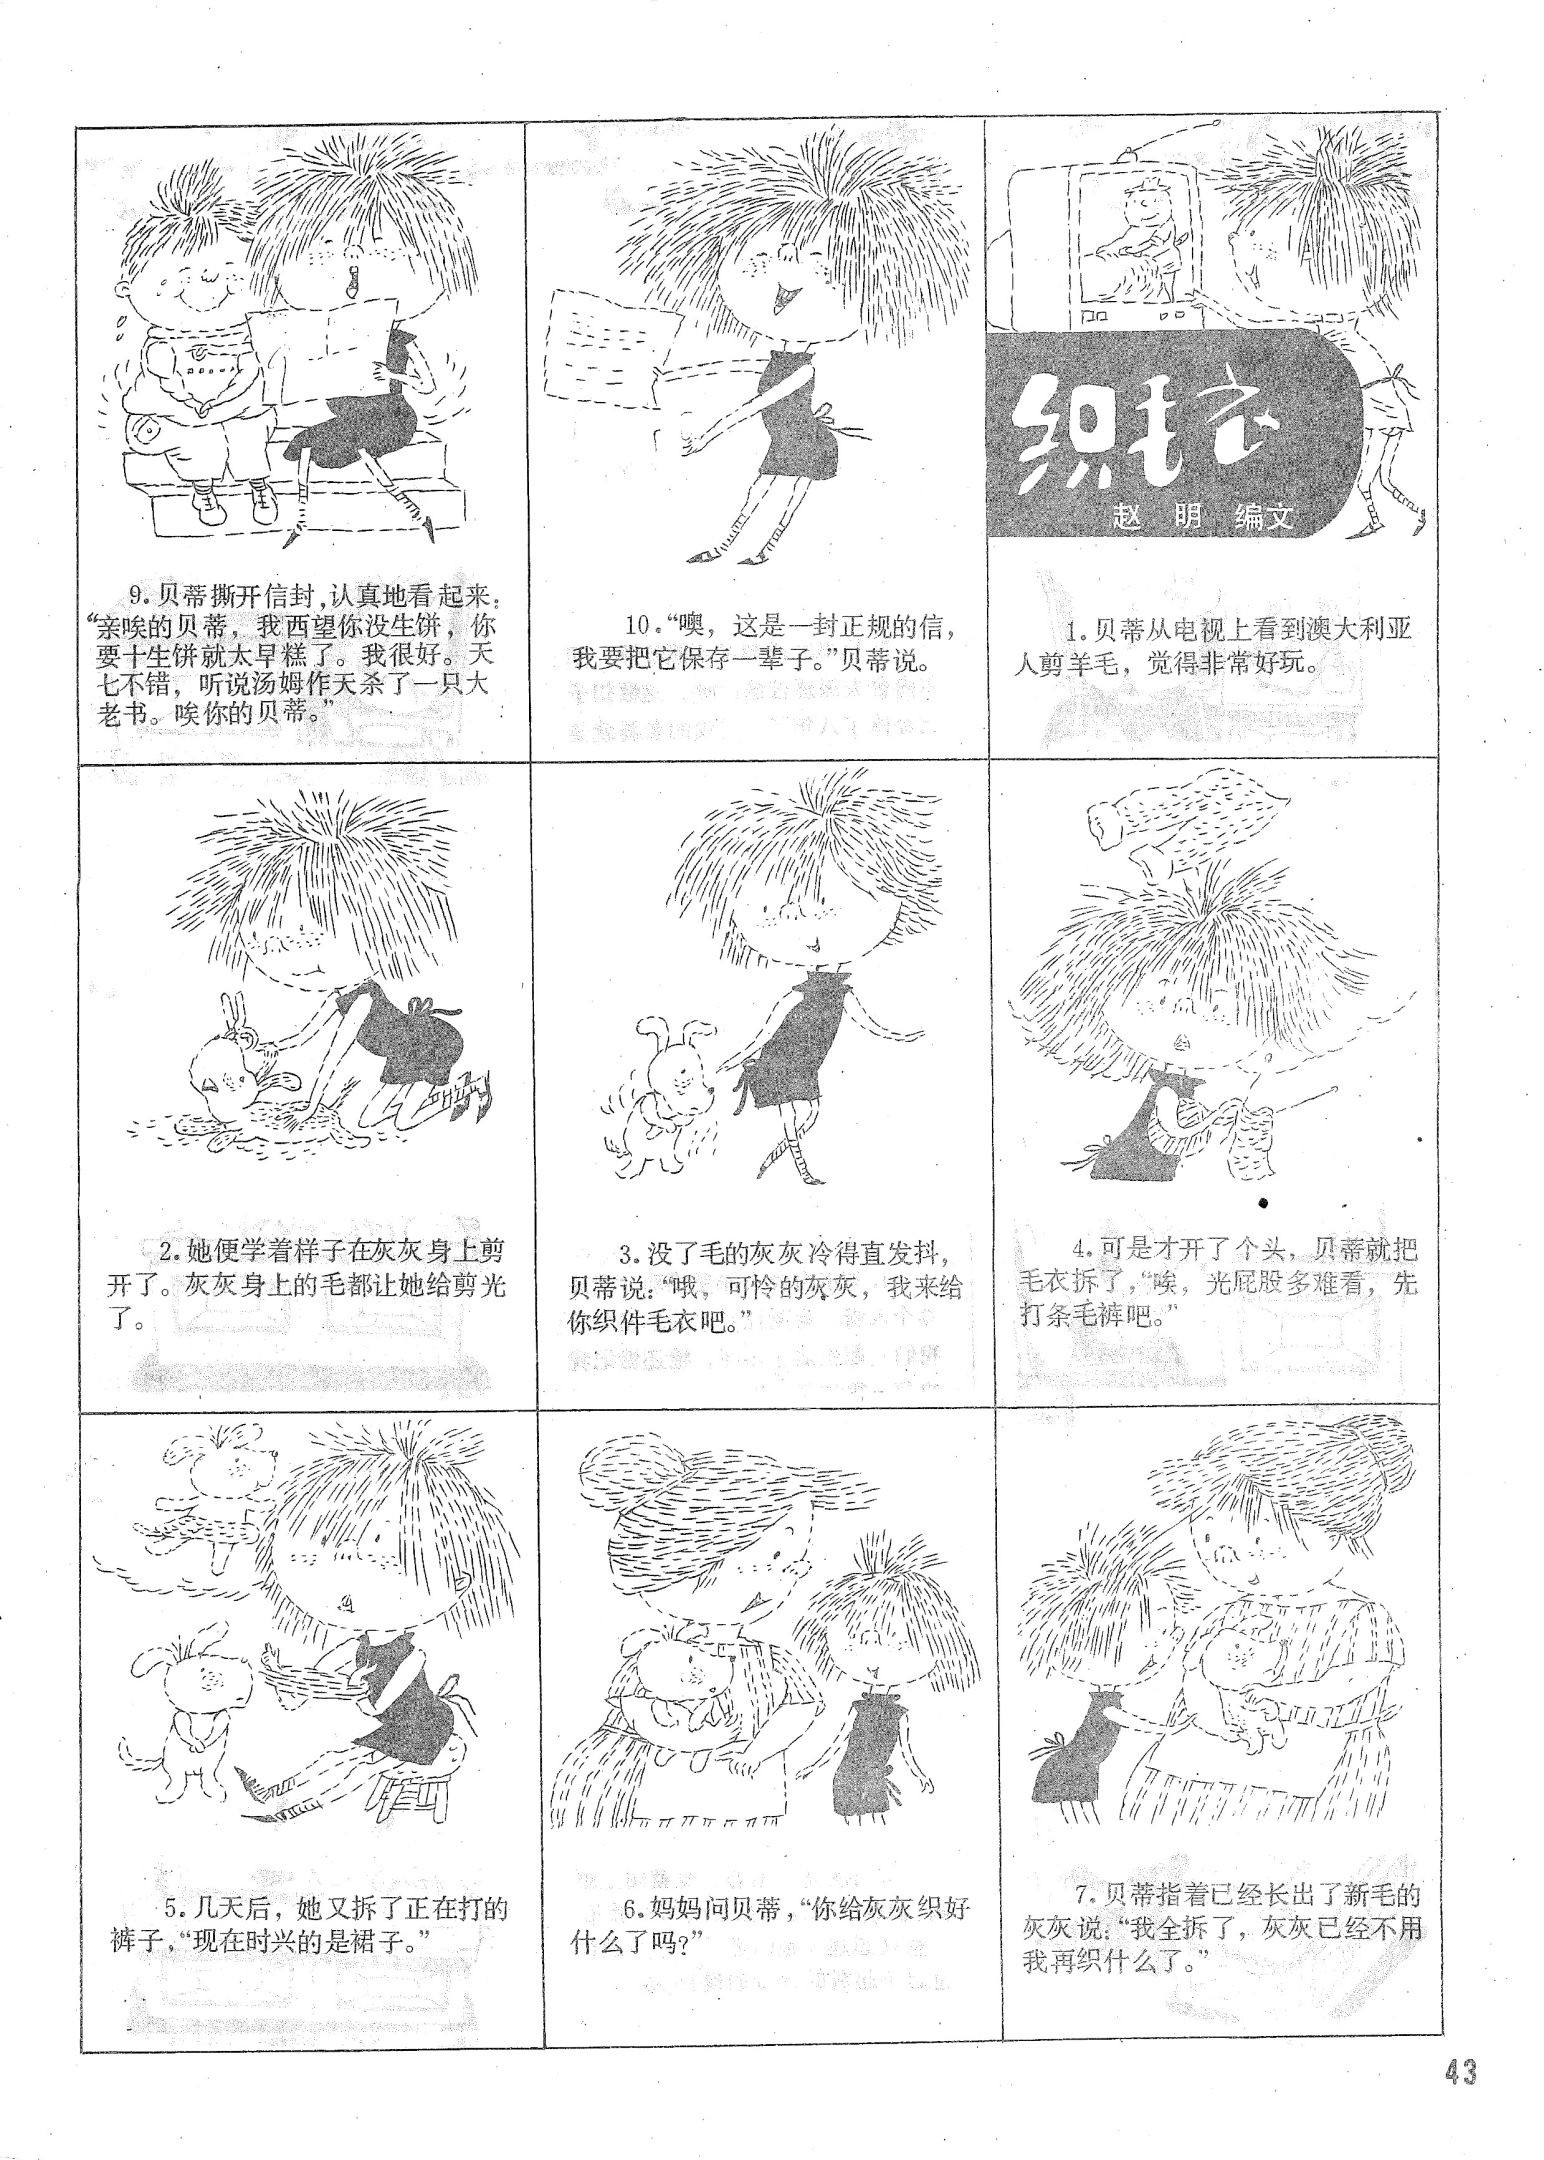 9.贝蒂撕开信封，认真地看起来：
“亲唉的贝蒂，我西望你没生饼，你
要十生饼就太早糕了。我很好。天
七不错，听说汤姆作天杀了一只大
老书。唉你的贝蒂。”
10.“噢，这是一封正规的信，
我要把它保存一辈子。”贝蒂说。
织毛衣
赵 明 编文
1.贝蒂从电视上看到澳大利亚
人剪羊毛，觉得非常好玩。
2.她便学着样子在灰灰身上剪
开了。灰灰身上的毛都让她给剪光
了。
3.没了毛的灰灰冷得直发抖，
贝蒂说：“哦，可怜的灰灰，我来给
你织件毛衣吧。”
4.可是才开了个头，贝蒂就把
毛衣拆了，“唉，光屁股多难看，先
打条毛裤吧。”
5.几天后，她又拆了正在打的
裤子，“现在时兴的是裙子。”
6.妈妈问贝蒂，“你给灰灰织好
什么了吗？”
7.贝蒂指着已经长出了新毛的
灰灰说：“我全拆了，灰灰已经不用
我再织什么了。”
43